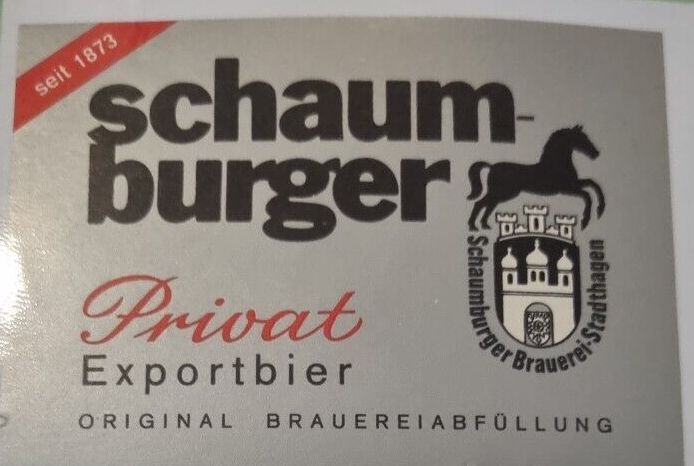 seit 1873
schaum-
burger
Schaumburger Brauerei-Stadthagen
Privat
Exportbier
ORIGINAL BRAUEREIABFÜLLUNG